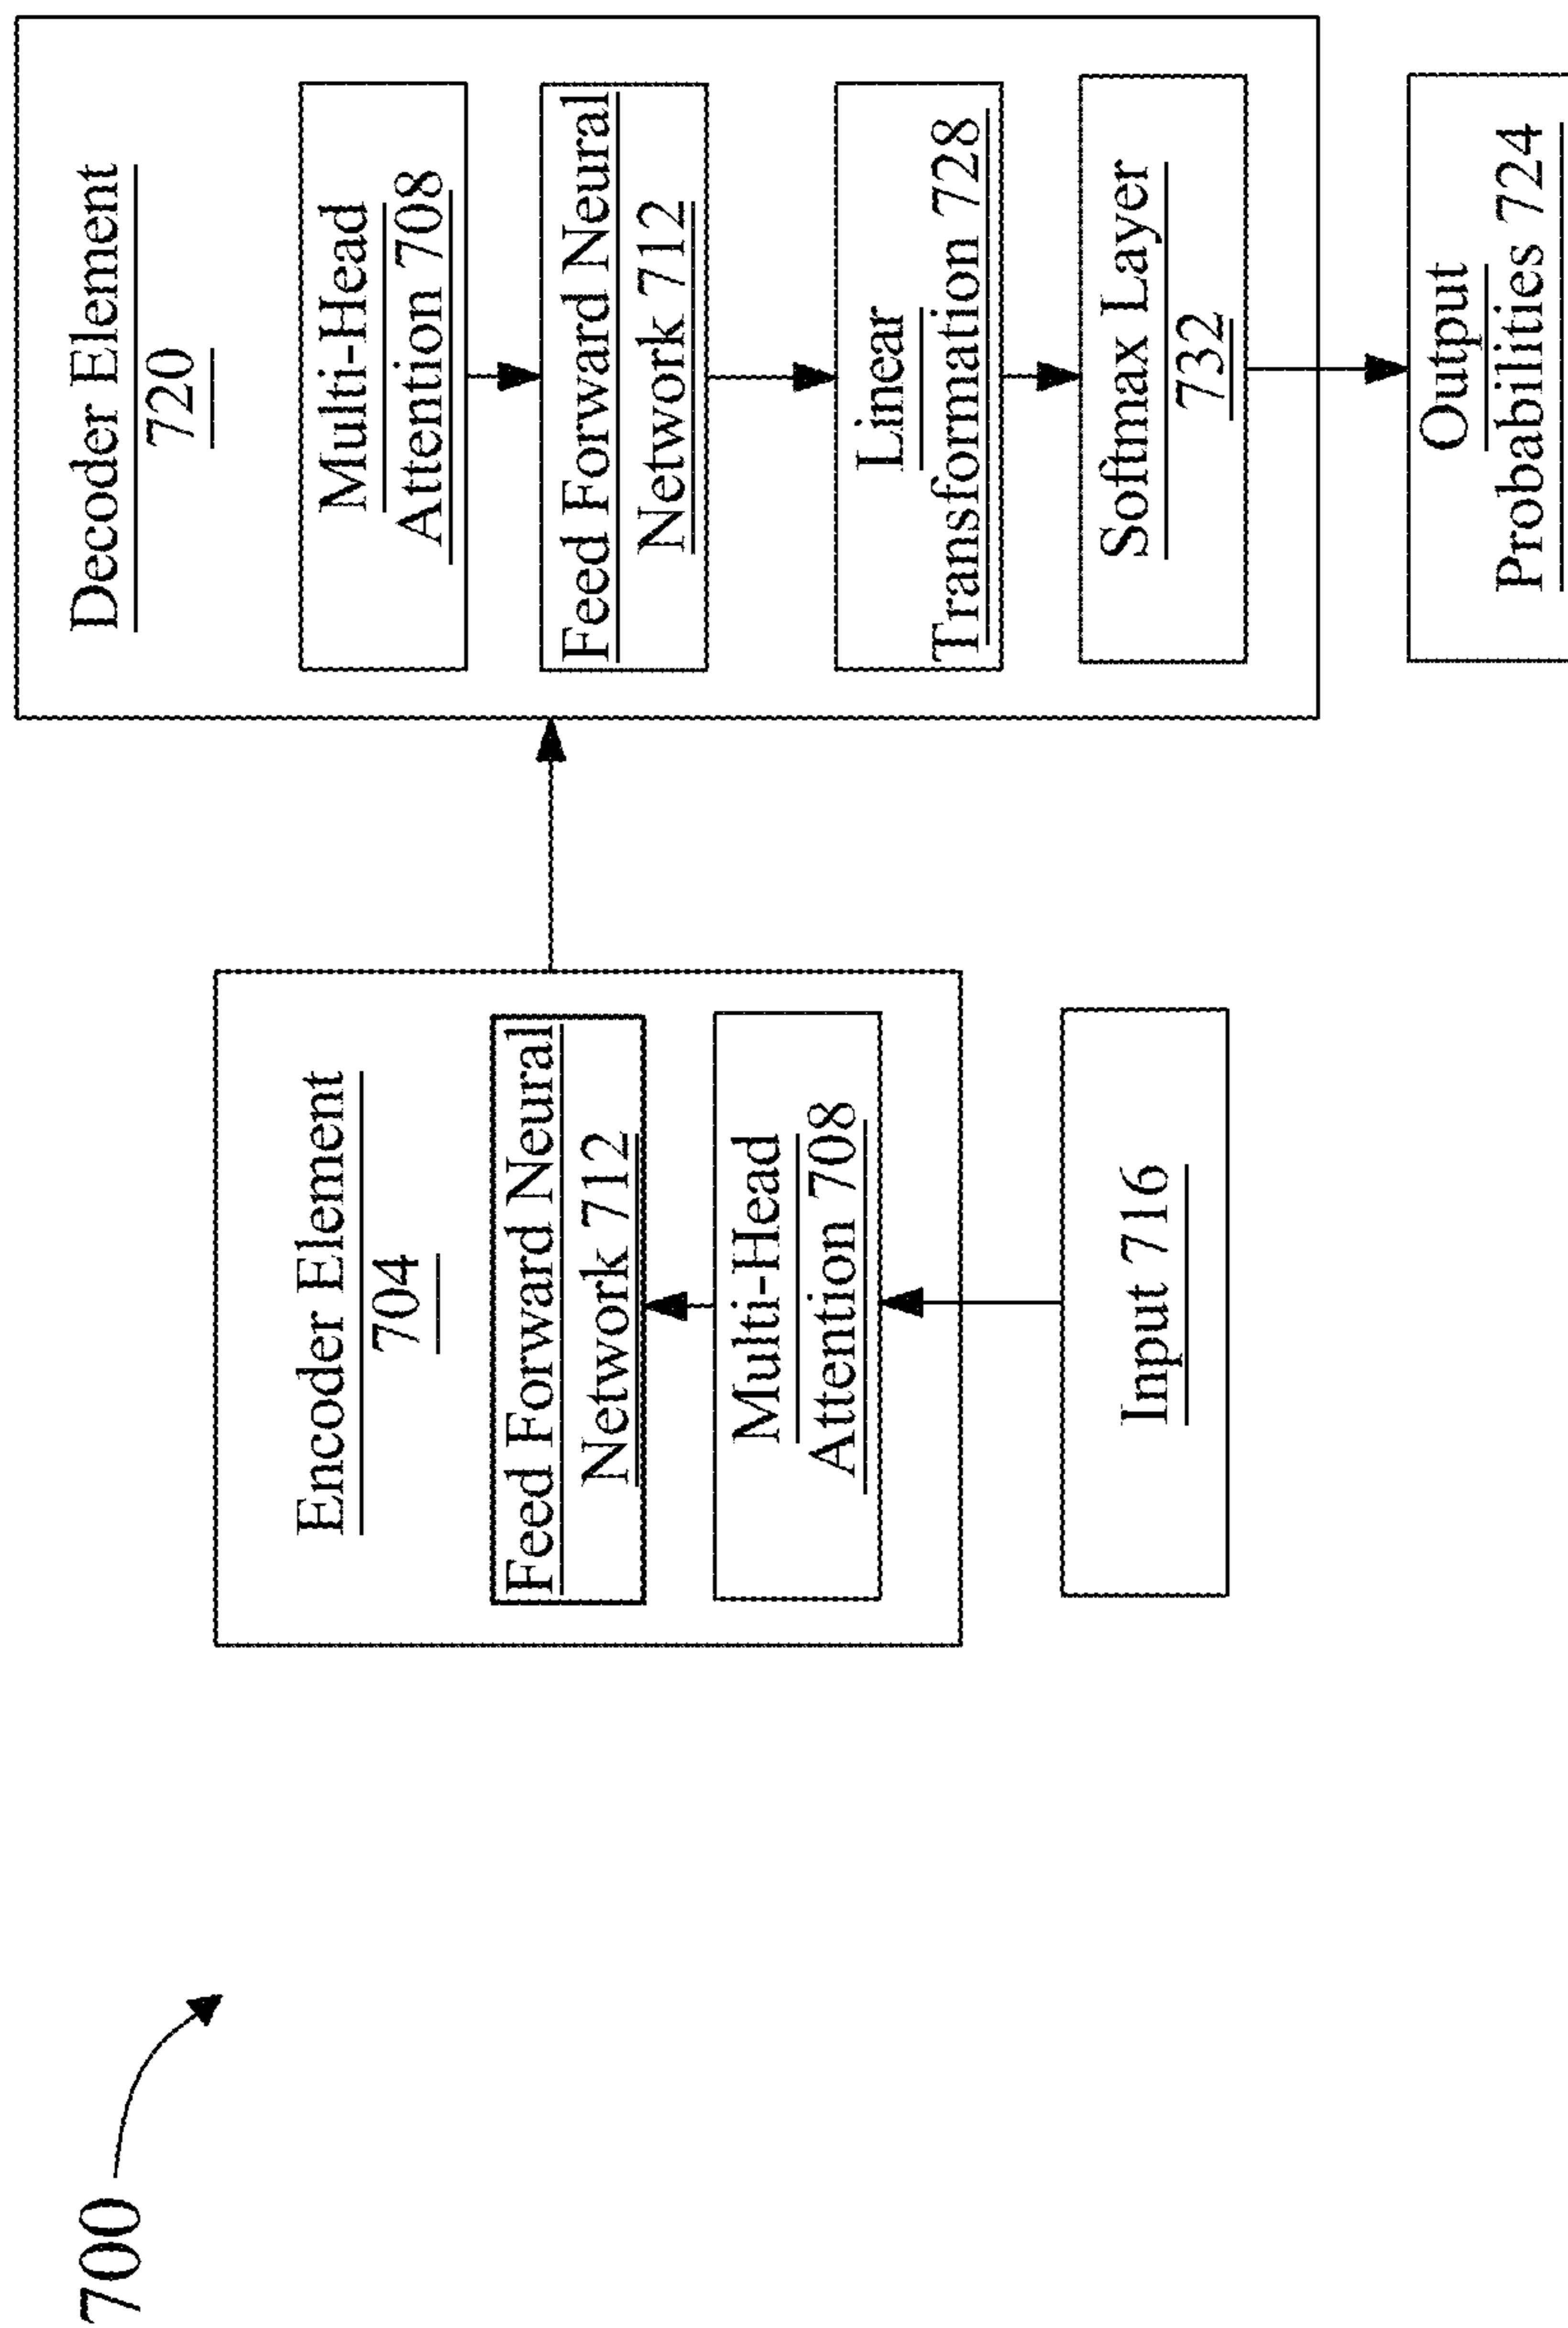 700
Encoder Element
704
Feed Forward Neural
Network 712
Multi-Head
Attention 708
Input 716
Decoder Element
720
Multi-Head
Attention 708
Feed Forward Neural
Network 712
Linear
Transformation 728
Softmax Layer
732
Output
Probabilities 724